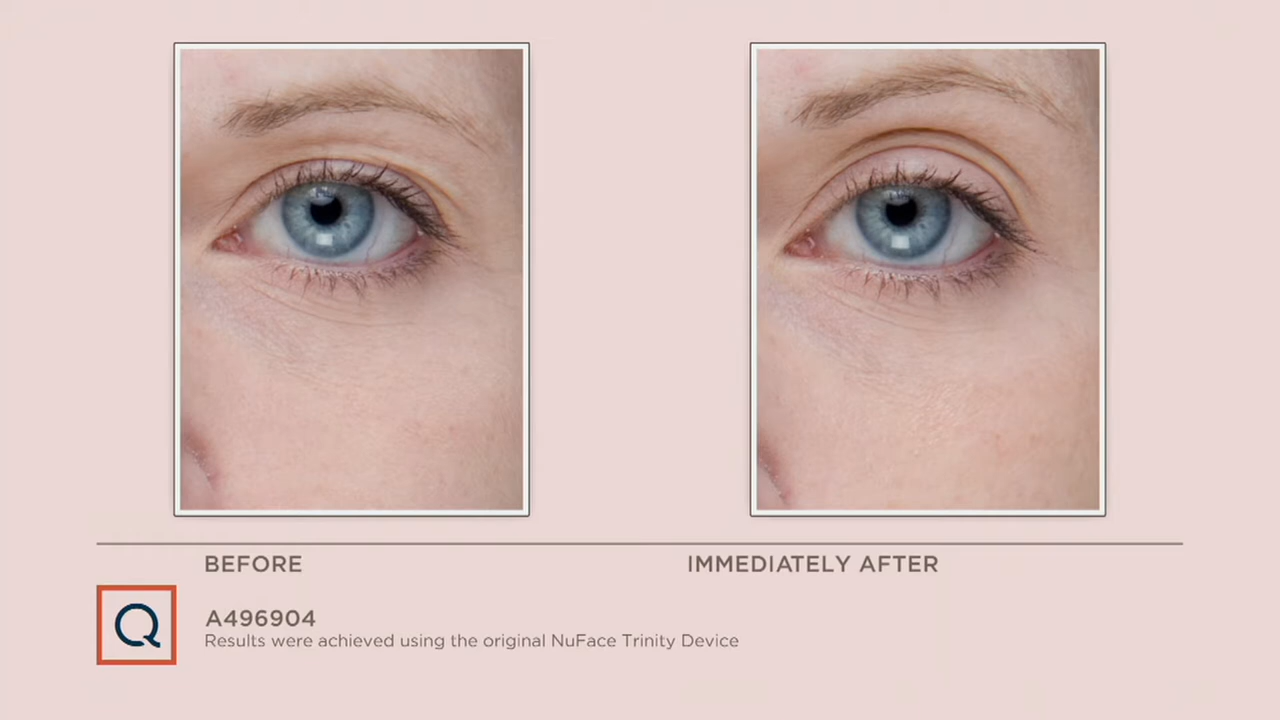 BEFORE
IMMEDIATELY AFTER
Q
A496904
Results were achieved using the original NuFace Trinity Device